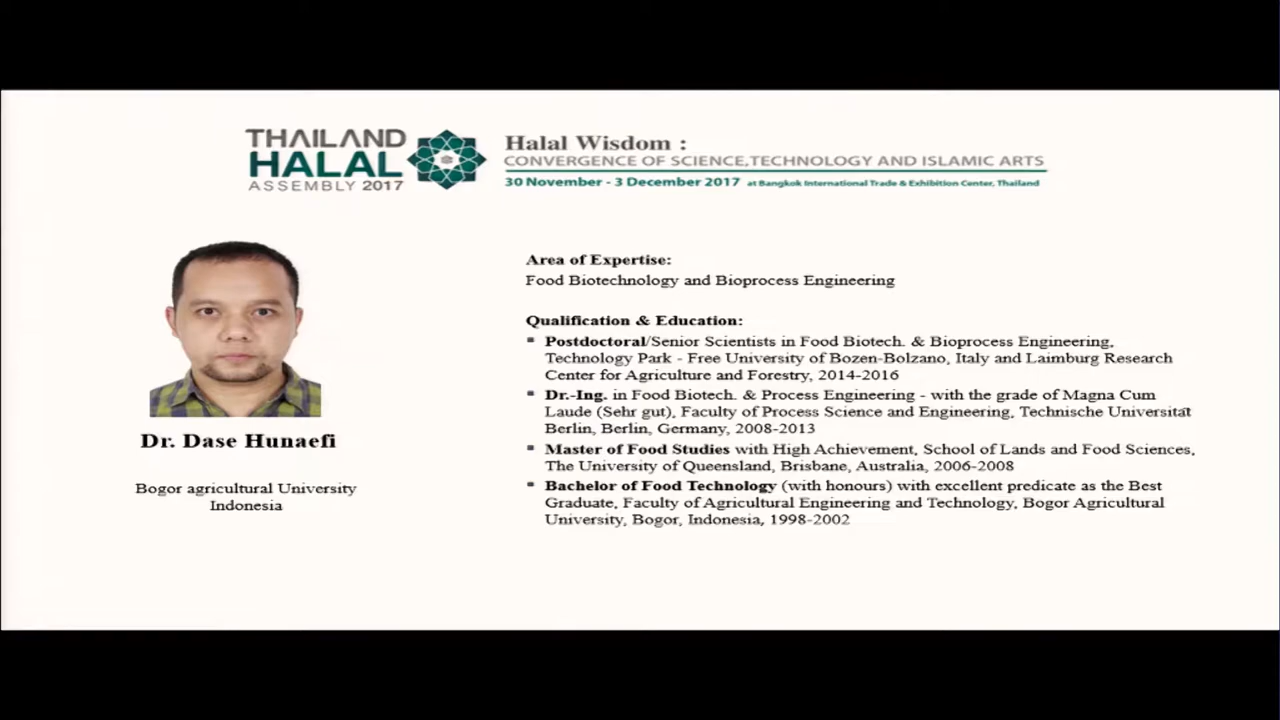 THAILAND
HALAL
ASSEMBLY 2017
Halal Wisdom :
CONVERGENCE OF SCIENCE,TECHNOLOGY AND ISLAMIC ARTS
30 November - 3 December 2017 at Bangkok International Trade & Exhibition Center, Thailand
Dr. Dase Hunaefi
Bogor agricultural University
Indonesia
Area of Expertise:
Food Biotechnology and Bioprocess Engineering
Qualification & Education:
▪ Postdoctoral/Senior Scientists in Food Biotech. & Bioprocess Engineering,
Technology Park - Free University of Bozen-Bolzano, Italy and Laimburg Research
Center for Agriculture and Forestry, 2014-2016
▪ Dr.-Ing. in Food Biotech. & Process Engineering - with the grade of Magna Cum
Laude (Sehr gut), Faculty of Process Science and Engineering, Technische Universität
Berlin, Berlin, Germany, 2008-2013
▪ Master of Food Studies with High Achievement, School of Lands and Food Sciences,
The University of Queensland, Brisbane, Australia, 2006-2008
▪ Bachelor of Food Technology (with honours) with excellent predicate as the Best
Graduate, Faculty of Agricultural Engineering and Technology, Bogor Agricultural
University, Bogor, Indonesia, 1998-2002